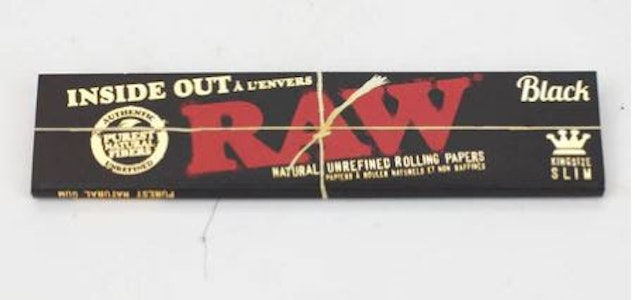 INSIDE OUT À L'ENVERS
RAW®
Black
AUTHENTIC
PUREST
NATURAL
FIBERS
UNREFINED
NATURAL UNREFINED ROLLING PAPERS
PAPIERS À ROULER NATURELS ET NON RAFFINÉS
KINGSIZE
SLIM
PUREST NATURAL GUM